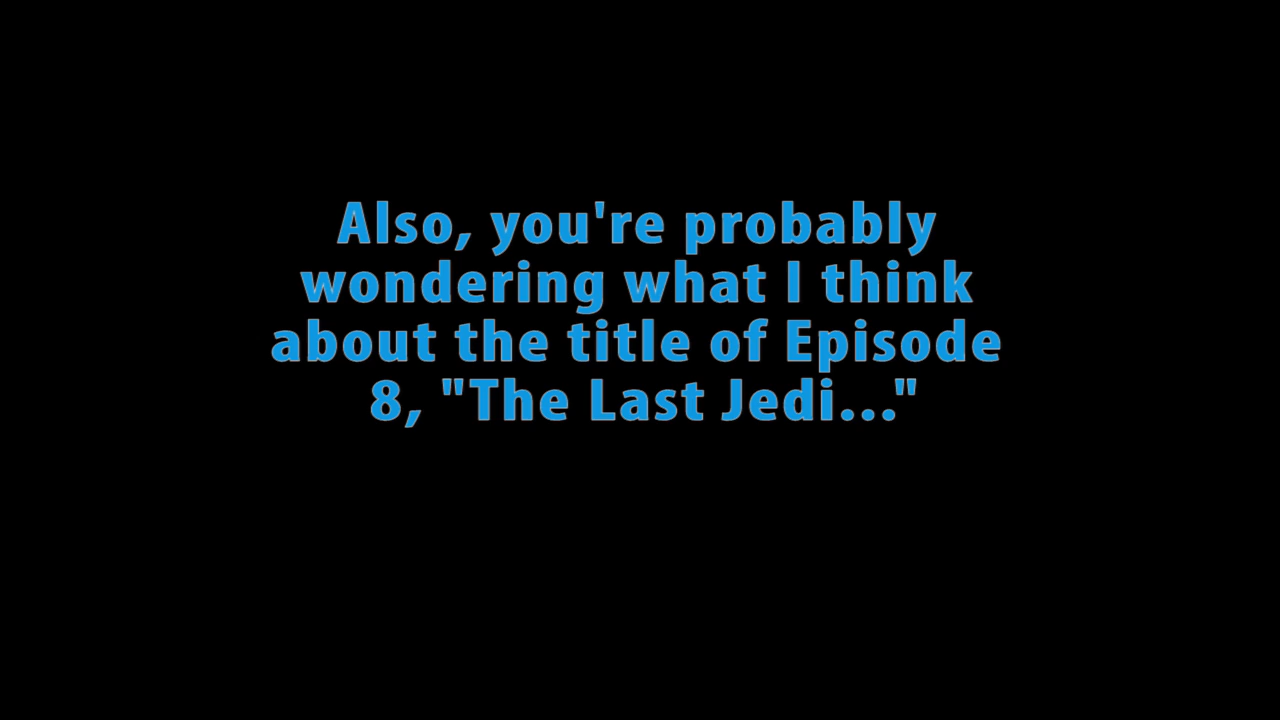 Also, you're probably
wondering what I think
about the title of Episode
8, "The Last Jedi..."